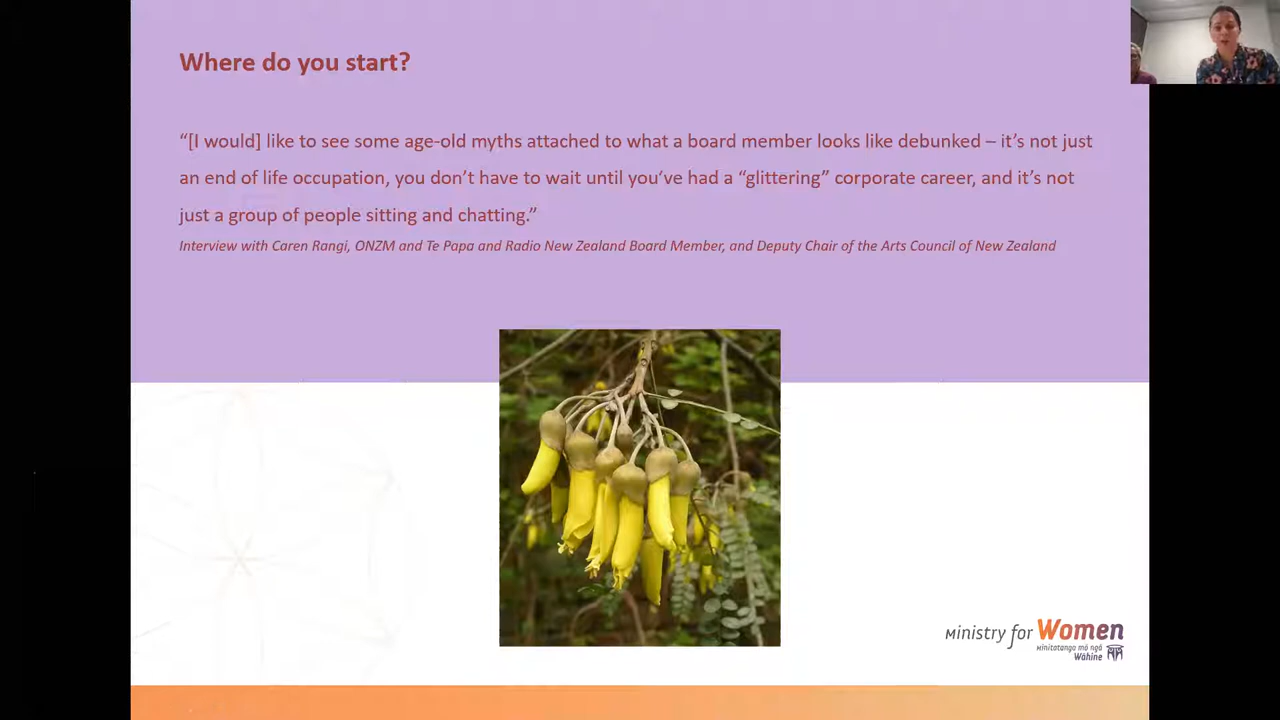 Where do you start?
“[I would] like to see some age-old myths attached to what a board member looks like debunked – it’s not just
an end of life occupation, you don’t have to wait until you’ve had a “glittering” corporate career, and it’s not
just a group of people sitting and chatting.”
Interview with Caren Rangi, ONZM and Te Papa and Radio New Zealand Board Member, and Deputy Chair of the Arts Council of New Zealand
Ministry for Women
Minitatanga mō ngā
Wāhine